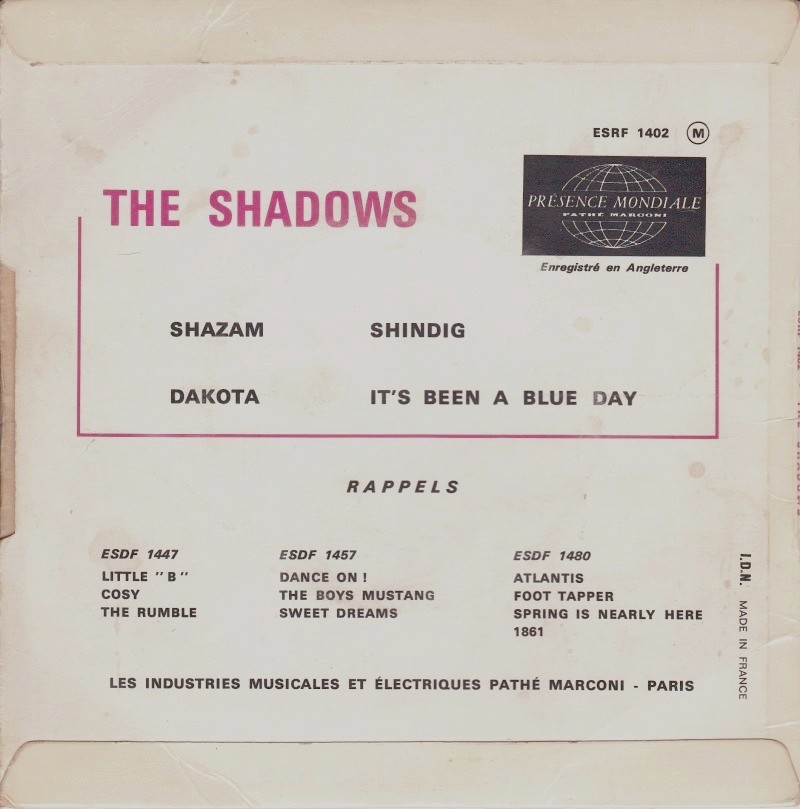 ESRF 1402 M
PRÉSENCE MONDIALE
PATHÉ MARCONI
Enregistré en Angleterre
THE SHADOWS
SHAZAM SHINDIG
DAKOTA IT'S BEEN A BLUE DAY
RAPPELS
ESDF 1447
LITTLE "B"
COSY
THE RUMBLE
ESDF 1457
DANCE ON !
THE BOYS MUSTANG
SWEET DREAMS
ESDF 1480
ATLANTIS
FOOT TAPPER
SPRING IS NEARLY HERE
1861
LES INDUSTRIES MUSICALES ET ÉLECTRIQUES PATHÉ MARCONI - PARIS
I.D.N. MADE IN FRANCE